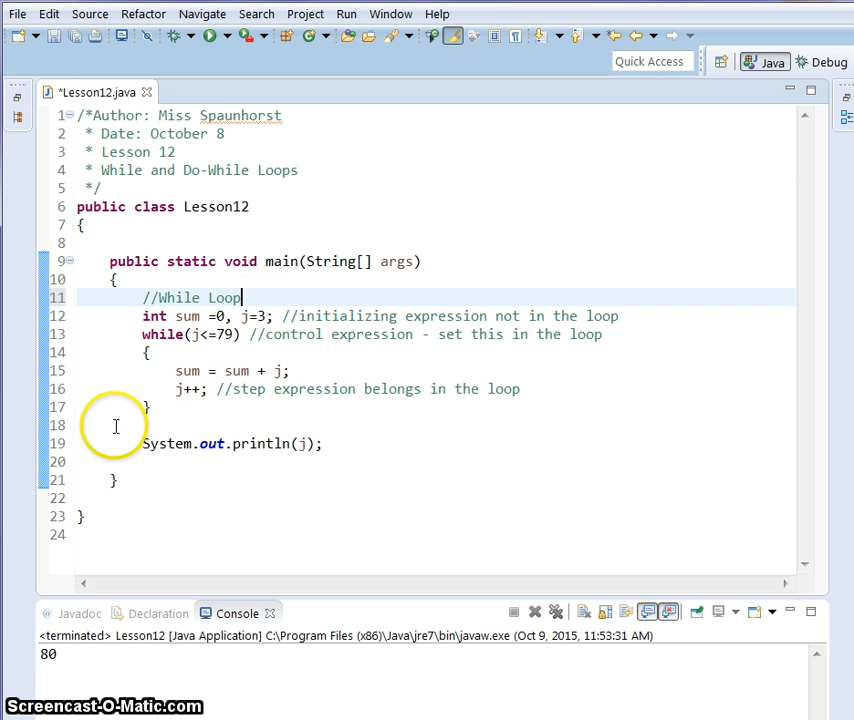 File Edit Source Refactor Navigate Search Project Run Window Help
Quick Access Java Debug
*Lesson12.java
1 /*Author: Miss Spaunhorst
2 * Date: October 8
3 * Lesson 12
4 * While and Do-While Loops
5 */
6 public class Lesson12
7 {
8
9 public static void main(String[] args)
10 {
11 //While Loop
12 int sum =0, j=3; //initializing expression not in the loop
13 while(j<=79) //control expression - set this in the loop
14 {
15 sum = sum + j;
16 j++; //step expression belongs in the loop
17 }
18
19 System.out.println(j);
20
21 }
22
23 }
24
@ Javadoc Declaration Console
<terminated> Lesson12 [Java Application] C:\Program Files (x86)\Java\jre7\bin\javaw.exe (Oct 9, 2015, 11:53:31 AM)
80
Screencast-O-Matic.com